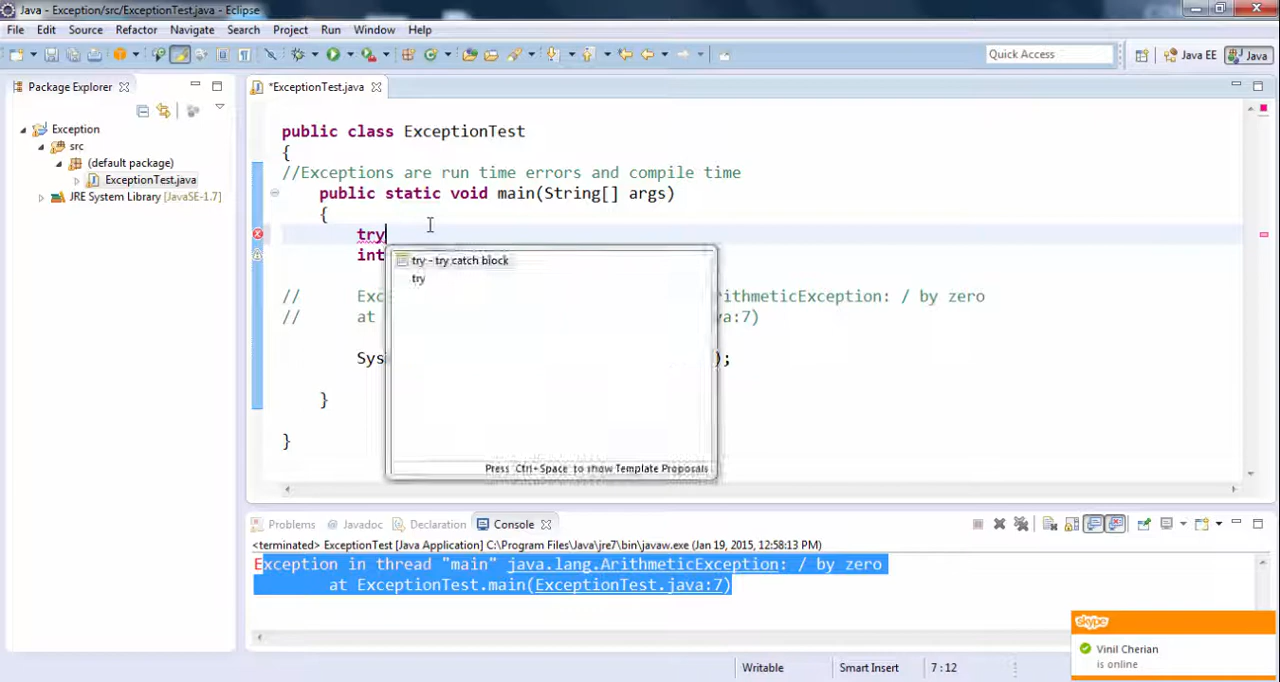 Java - Exception/src/ExceptionTest.java - Eclipse
File Edit Source Refactor Navigate Search Project Run Window Help
Quick Access Java EE Java
Package Explorer
*ExceptionTest.java
Exception
src
(default package)
ExceptionTest.java
JRE System Library [JavaSE-1.7]
public class ExceptionTest
{
//Exceptions are run time errors and compile time
public static void main(String[] args)
{
try
int
try - try catch block
try
// Exc ithmeticException: / by zero
// at va:7)
Sys );
}
}
Press Ctrl+Space to show Template Proposals
Problems @ Javadoc Declaration Console
<terminated> ExceptionTest [Java Application] C:\Program Files\Java\jre7\bin\javaw.exe (Jan 19, 2015, 12:58:13 PM)
Exception in thread "main" java.lang.ArithmeticException: / by zero
at ExceptionTest.main(ExceptionTest.java:7)
skype
Vinil Cherian
is online
Writable Smart Insert 7:12